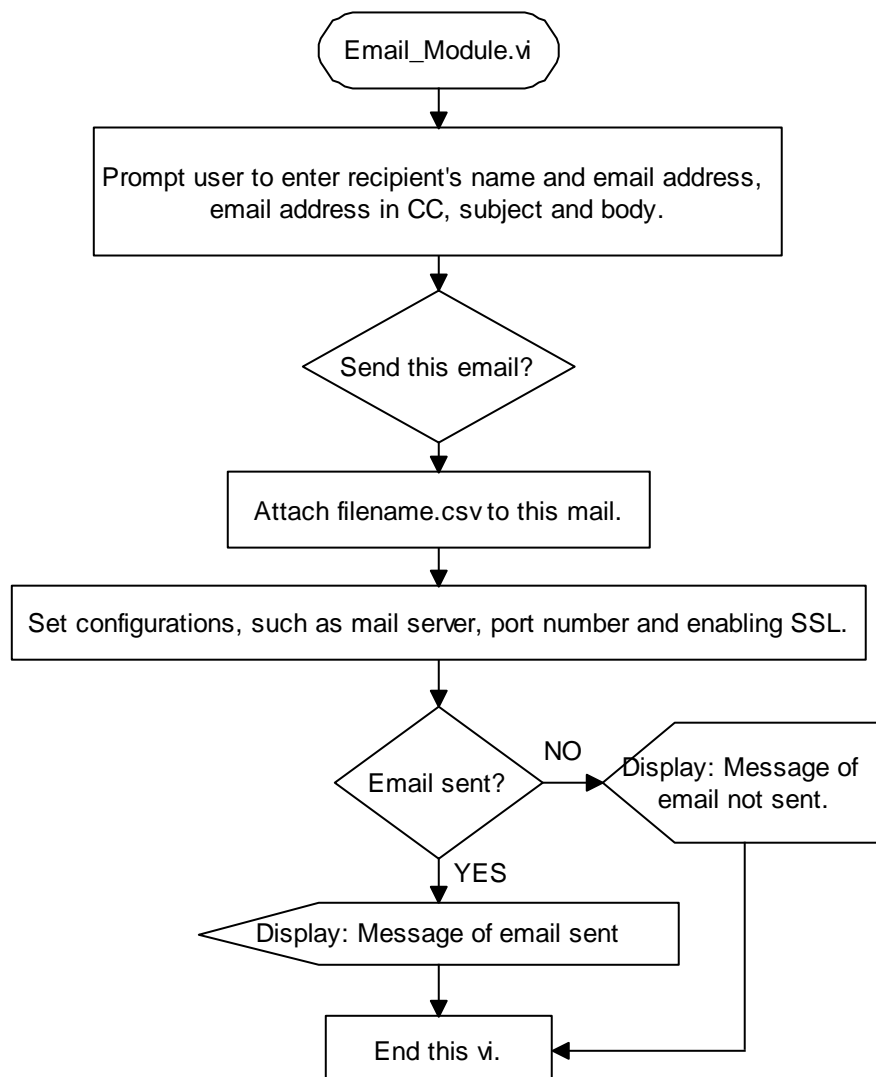 Email_Module.vi
Prompt user to enter recipient's name and email address,
email address in CC, subject and body.
Send this email?
Attach filename.csv to this mail.
Set configurations, such as mail server, port number and enabling SSL.
Email sent?
NO
Display: Message of
email not sent.
YES
Display: Message of email sent
End this vi.